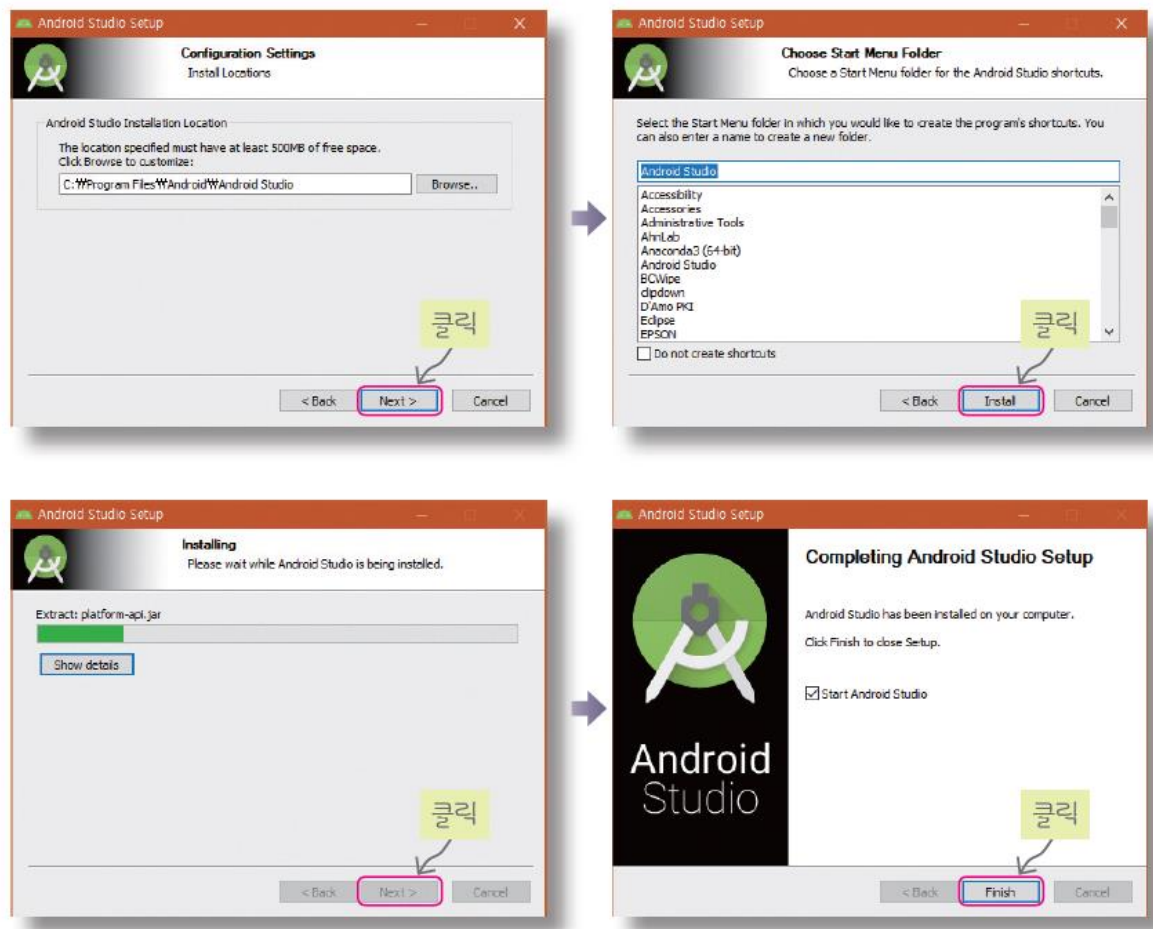 Android Studio Setup
Configuration Settings
Install Locations
Android Studio Installation Location
The location specified must have at least 500MB of free space.
Click Browse to customize:
C:₩Program Files₩Android₩Android Studio
Browse..
클릭
< Back
Next >
Cancel
Android Studio Setup
Choose Start Menu Folder
Choose a Start Menu folder for the Android Studio shortcuts.
Select the Start Menu folder in which you would like to create the program's shortcuts. You
can also enter a name to create a new folder.
Android Studio
Accessibility
Accessories
Administrative Tools
AhnLab
Anaconda3 (64-bit)
Android Studio
BCWipe
clipdown
D'Amo PKI
Eclipse
EPSON
클릭
Do not create shortcuts
< Back
Install
Cancel
Android Studio Setup
Installing
Please wait while Android Studio is being installed.
Extract: platform-api.jar
Show details
클릭
< Back
Next >
Cancel
Android Studio Setup
Completing Android Studio Setup
Android Studio has been installed on your computer.
Click Finish to close Setup.
Start Android Studio
Android
Studio
클릭
< Back
Finish
Cancel